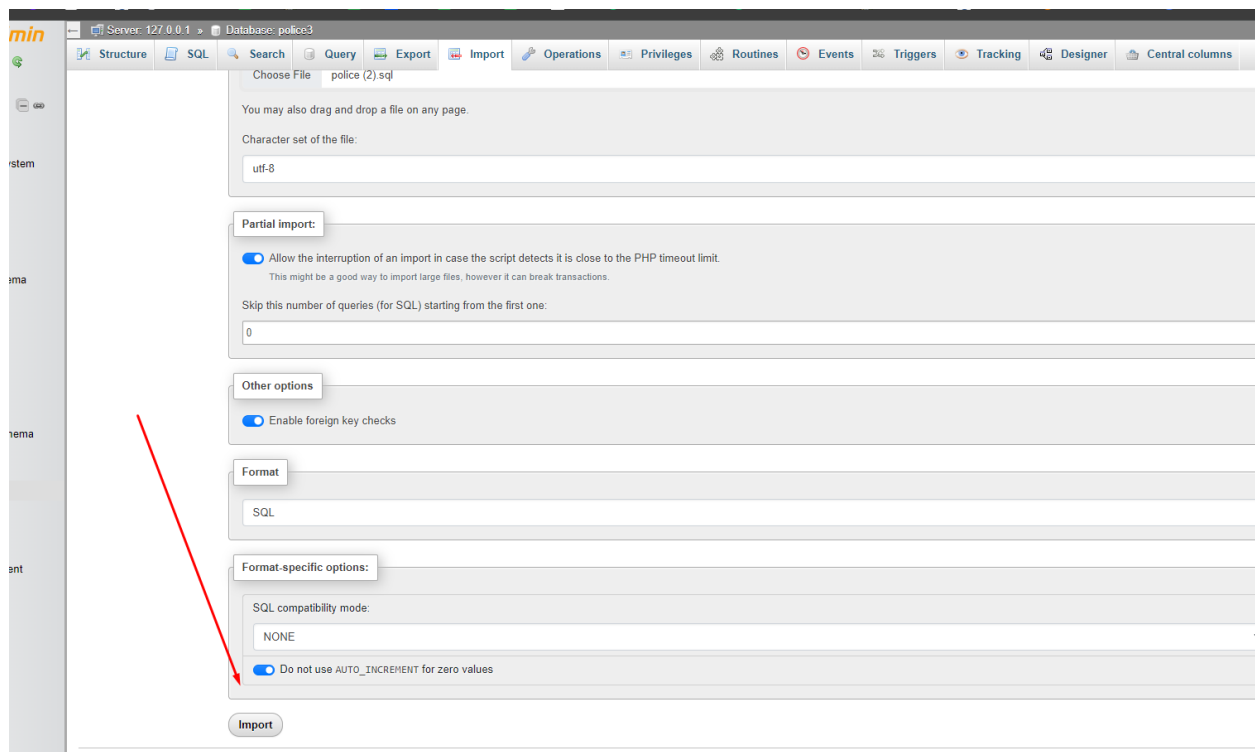 min
Server: 127.0.0.1 » Database: police3
Structure SQL Search Query Export Import Operations Privileges Routines Events Triggers Tracking Designer Central columns
Choose File police (2).sql
You may also drag and drop a file on any page.
Character set of the file:
ystem
utf-8
Partial import:
Allow the interruption of an import in case the script detects it is close to the PHP timeout limit.
This might be a good way to import large files, however it can break transactions.
ema
Skip this number of queries (for SQL) starting from the first one:
0
Other options
Enable foreign key checks
hema
Format
SQL
Format-specific options:
ent
SQL compatibility mode:
NONE
Do not use AUTO_INCREMENT for zero values
Import